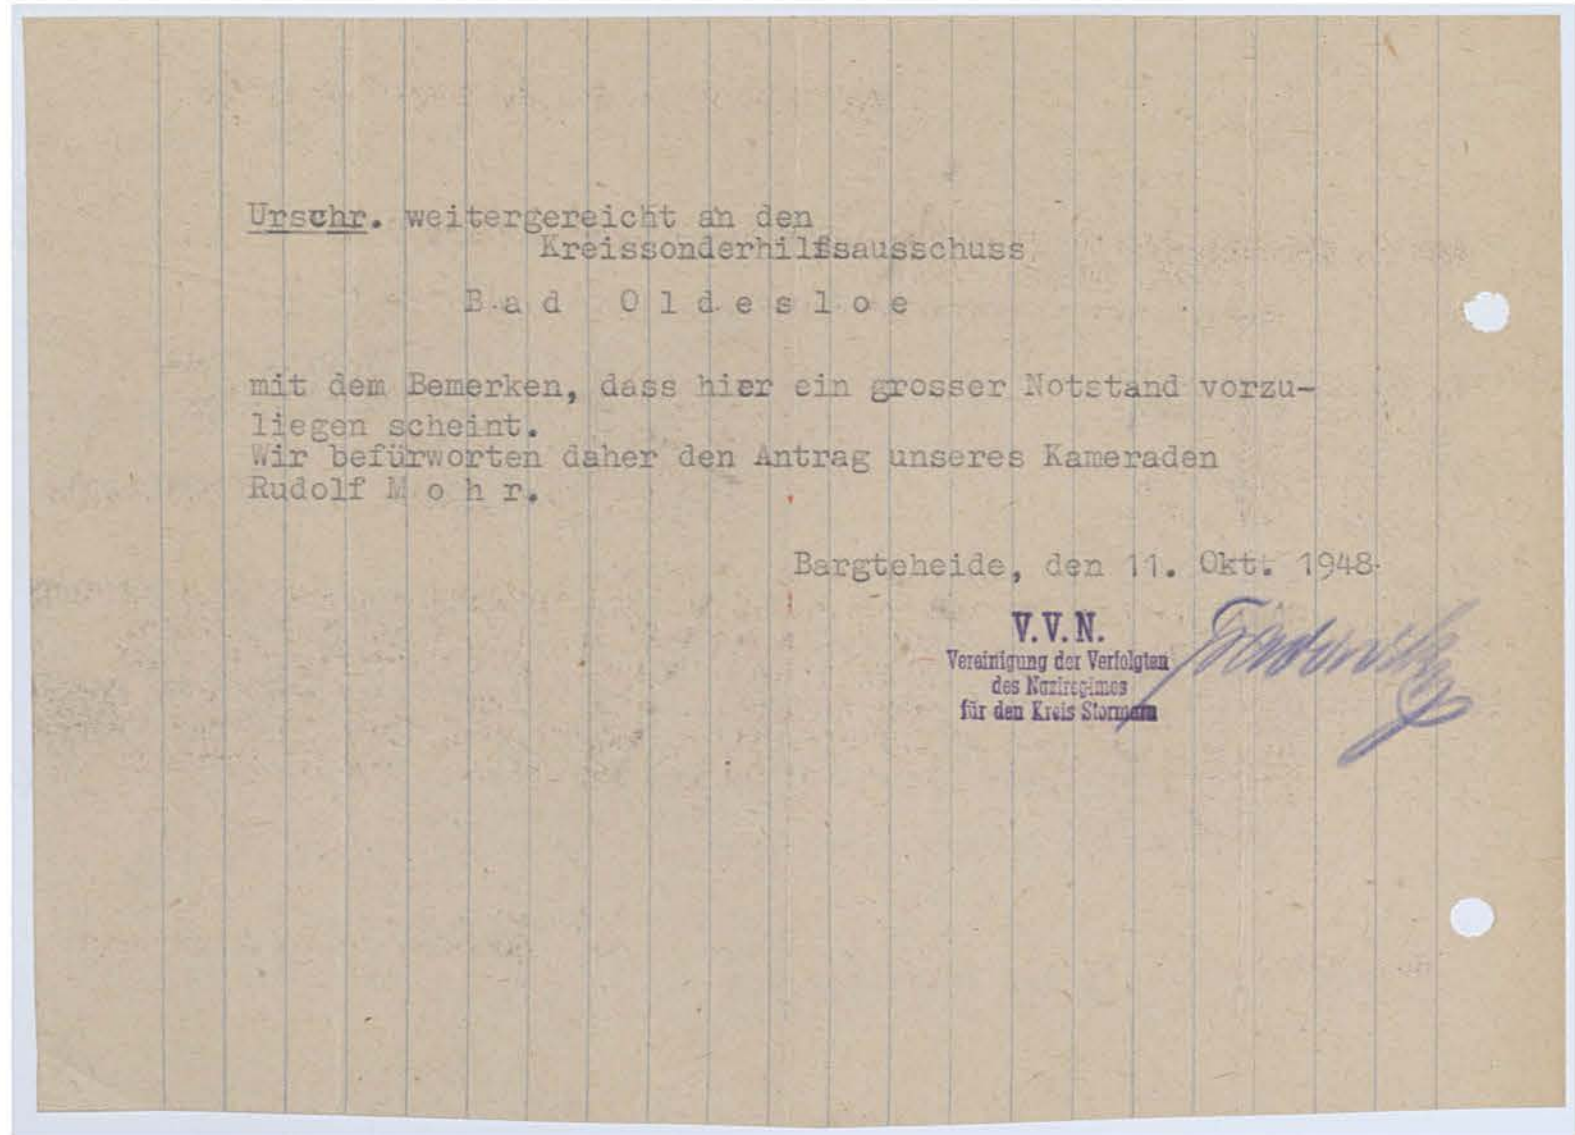 Urschr. weitergereicht an den
Kreissonderhilfsausschuss
B a d   O l d e s l o e
mit dem Bemerken, dass hier ein grosser Notstand vorzu-
liegen scheint.
Wir befürworten daher den Antrag unseres Kameraden
Rudolf M o h r.
Bargteheide, den 11. Okt. 1948.
V.V.N.
Vereinigung der Verfolgten
des Naziregimes
für den Kreis Stormarn